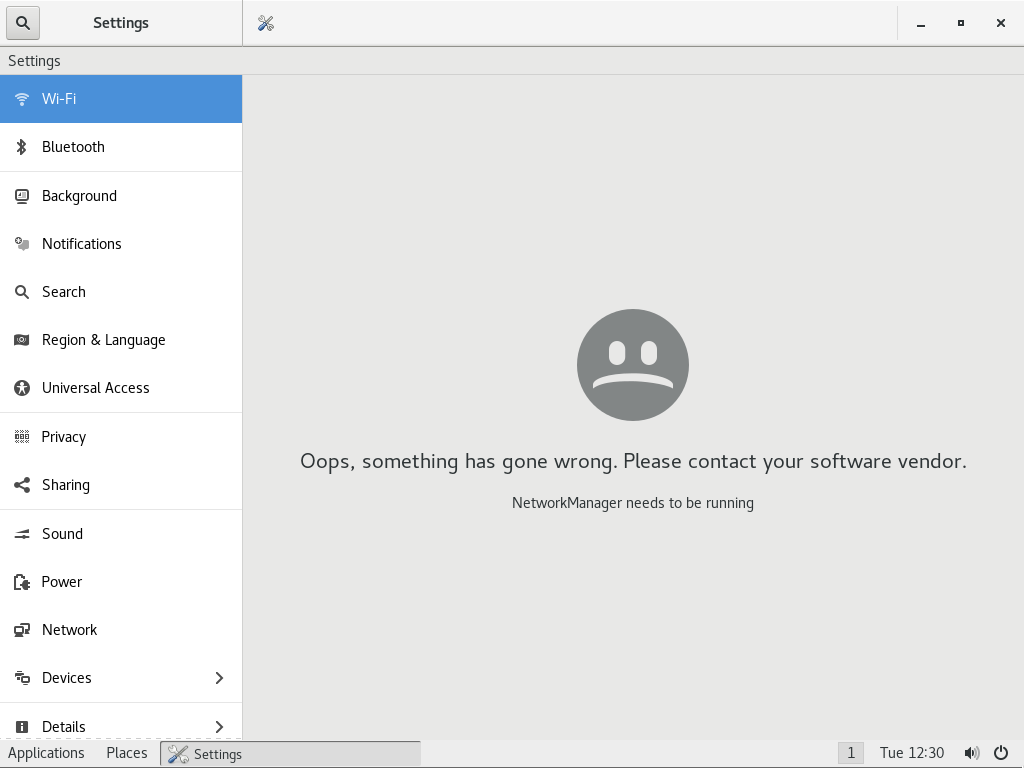 Settings
Settings
Wi-Fi
Bluetooth
Background
Notifications
Search
Region & Language
Universal Access
Privacy
Sharing
Sound
Power
Network
Devices
Details
Oops, something has gone wrong. Please contact your software vendor.
NetworkManager needs to be running
Applications Places Settings 1 Tue 12:30